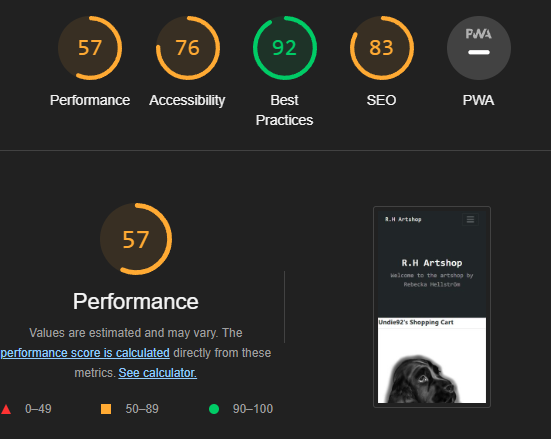 57
76
92
83
PWA
Performance
Accessibility
Best
Practices
SEO
PWA
57
Performance
Values are estimated and may vary. The
performance score is calculated directly from these
metrics. See calculator.
0–49
50–89
90–100
R.H Artshop
R.H Artshop
Welcome to the artshop by
Rebecka Hellström
Undie92's Shopping Cart